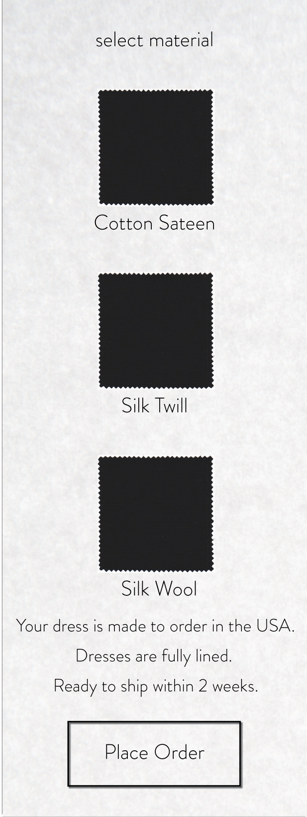 select material
Cotton Sateen
Silk Twill
Silk Wool
Your dress is made to order in the USA.
Dresses are fully lined.
Ready to ship within 2 weeks.
Place Order